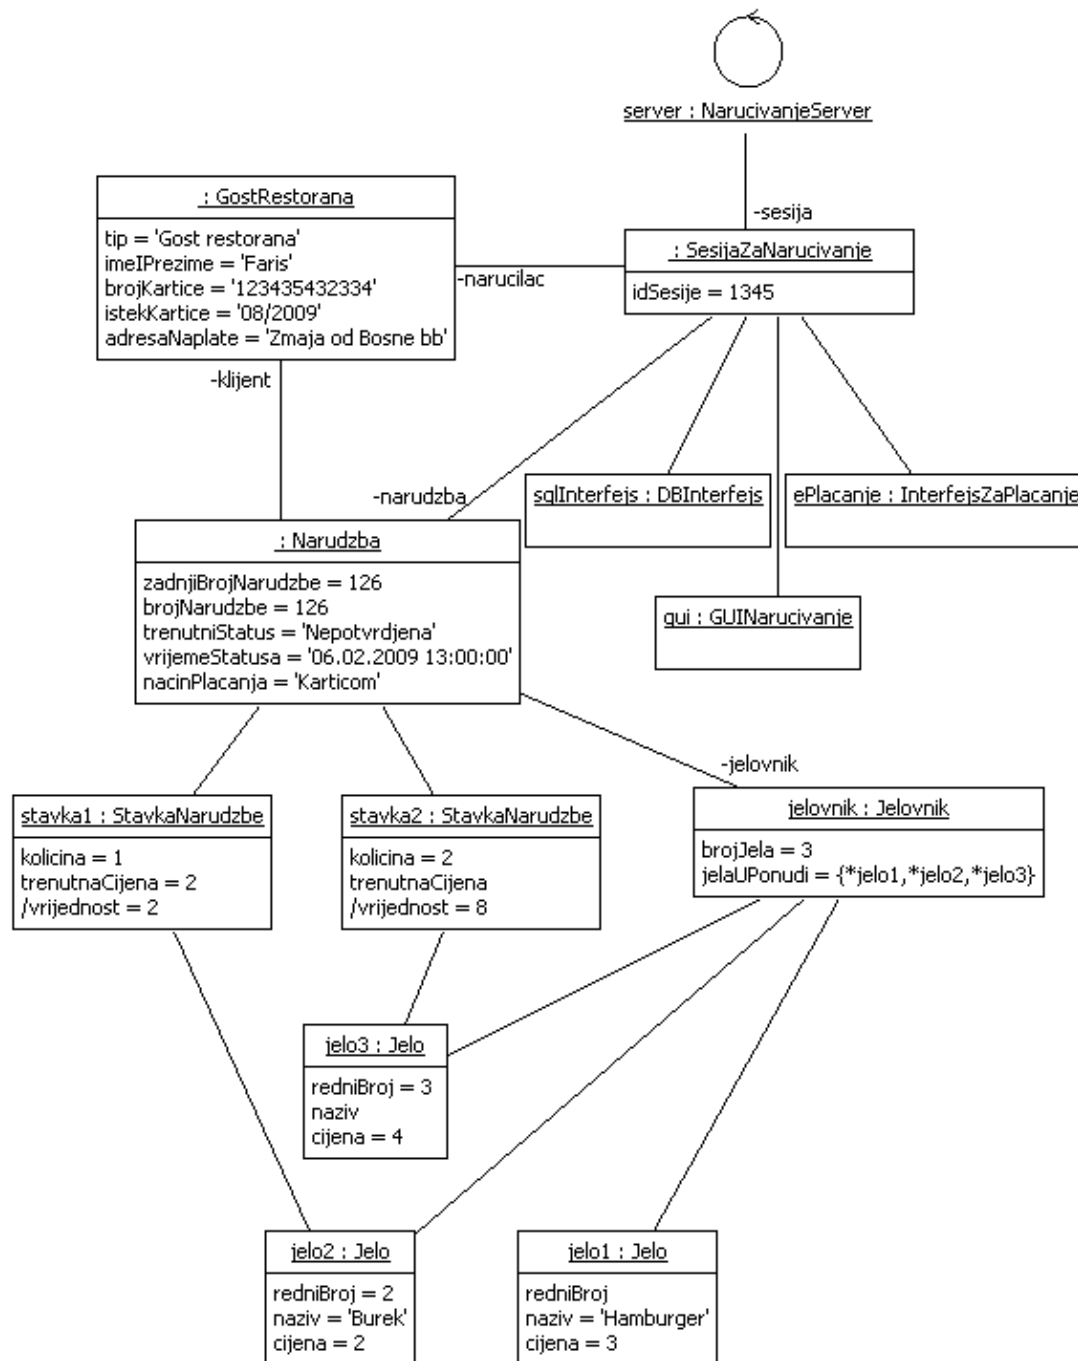 server : NarucivanjeServer
-sesija
: GostRestorana
tip = 'Gost restorana'
imeIPrezime = 'Faris'
brojKartice = '123435432334'
istekKartice = '08/2009'
adresaNaplate = 'Zmaja od Bosne bb'
: SesijaZaNarucivanje
idSesije = 1345
-narucilac
-klijent
-narudzba
sqlInterfejs : DBInterfejs
ePlacanje : InterfejsZaPlacanje
: Narudzba
zadnjiBrojNarudzbe = 126
brojNarudzbe = 126
trenutniStatus = 'Nepotvrdjena'
vrijemeStatusa = '06.02.2009 13:00:00'
nacinPlacanja = 'Karticom'
gui : GUINarucivanje
-jelovnik
stavka1 : StavkaNarudzbe
kolicina = 1
trenutnaCijena = 2
/vrijednost = 2
stavka2 : StavkaNarudzbe
kolicina = 2
trenutnaCijena
/vrijednost = 8
jelovnik : Jelovnik
brojJela = 3
jelaUPonudi = {*jelo1,*jelo2,*jelo3}
jelo3 : Jelo
redniBroj = 3
naziv
cijena = 4
jelo2 : Jelo
redniBroj = 2
naziv = 'Burek'
cijena = 2
jelo1 : Jelo
redniBroj
naziv = 'Hamburger'
cijena = 3